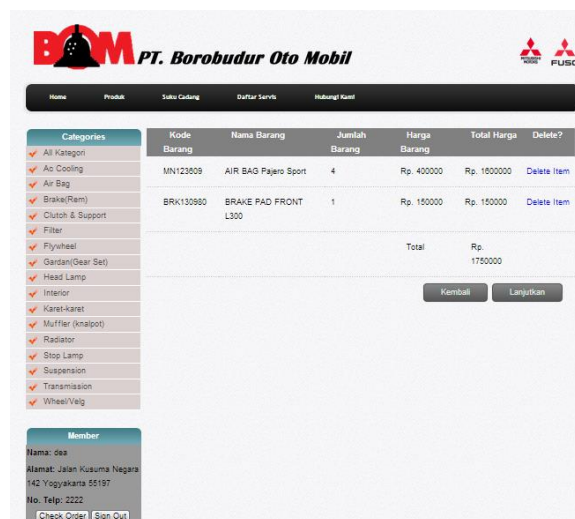 BOM PT. Borobudur Oto Mobil
MITSUBISHI MOTORS FUSO
Home Produk Suku Cadang Daftar Servis Hubungi Kami
Categories
All Kategori
Ac Cooling
Air Bag
Brake(Rem)
Clutch & Support
Filter
Flywheel
Gardan(Gear Set)
Head Lamp
Interior
Karet-karet
Muffler (knalpot)
Radiator
Stop Lamp
Suspension
Transmission
Wheel/Velg
Kode Barang Nama Barang Jumlah Barang Harga Barang Total Harga Delete?
MN123609 AIR BAG Pajero Sport 4 Rp. 400000 Rp. 1600000 Delete Item
BRK130980 BRAKE PAD FRONT L300 1 Rp. 150000 Rp. 150000 Delete Item
Total Rp. 1750000
Kembali Lanjutkan
Member
Nama: dea
Alamat: Jalan Kusuma Negara
142 Yogyakarta 55197
No. Telp: 2222
Check Order Sign Out